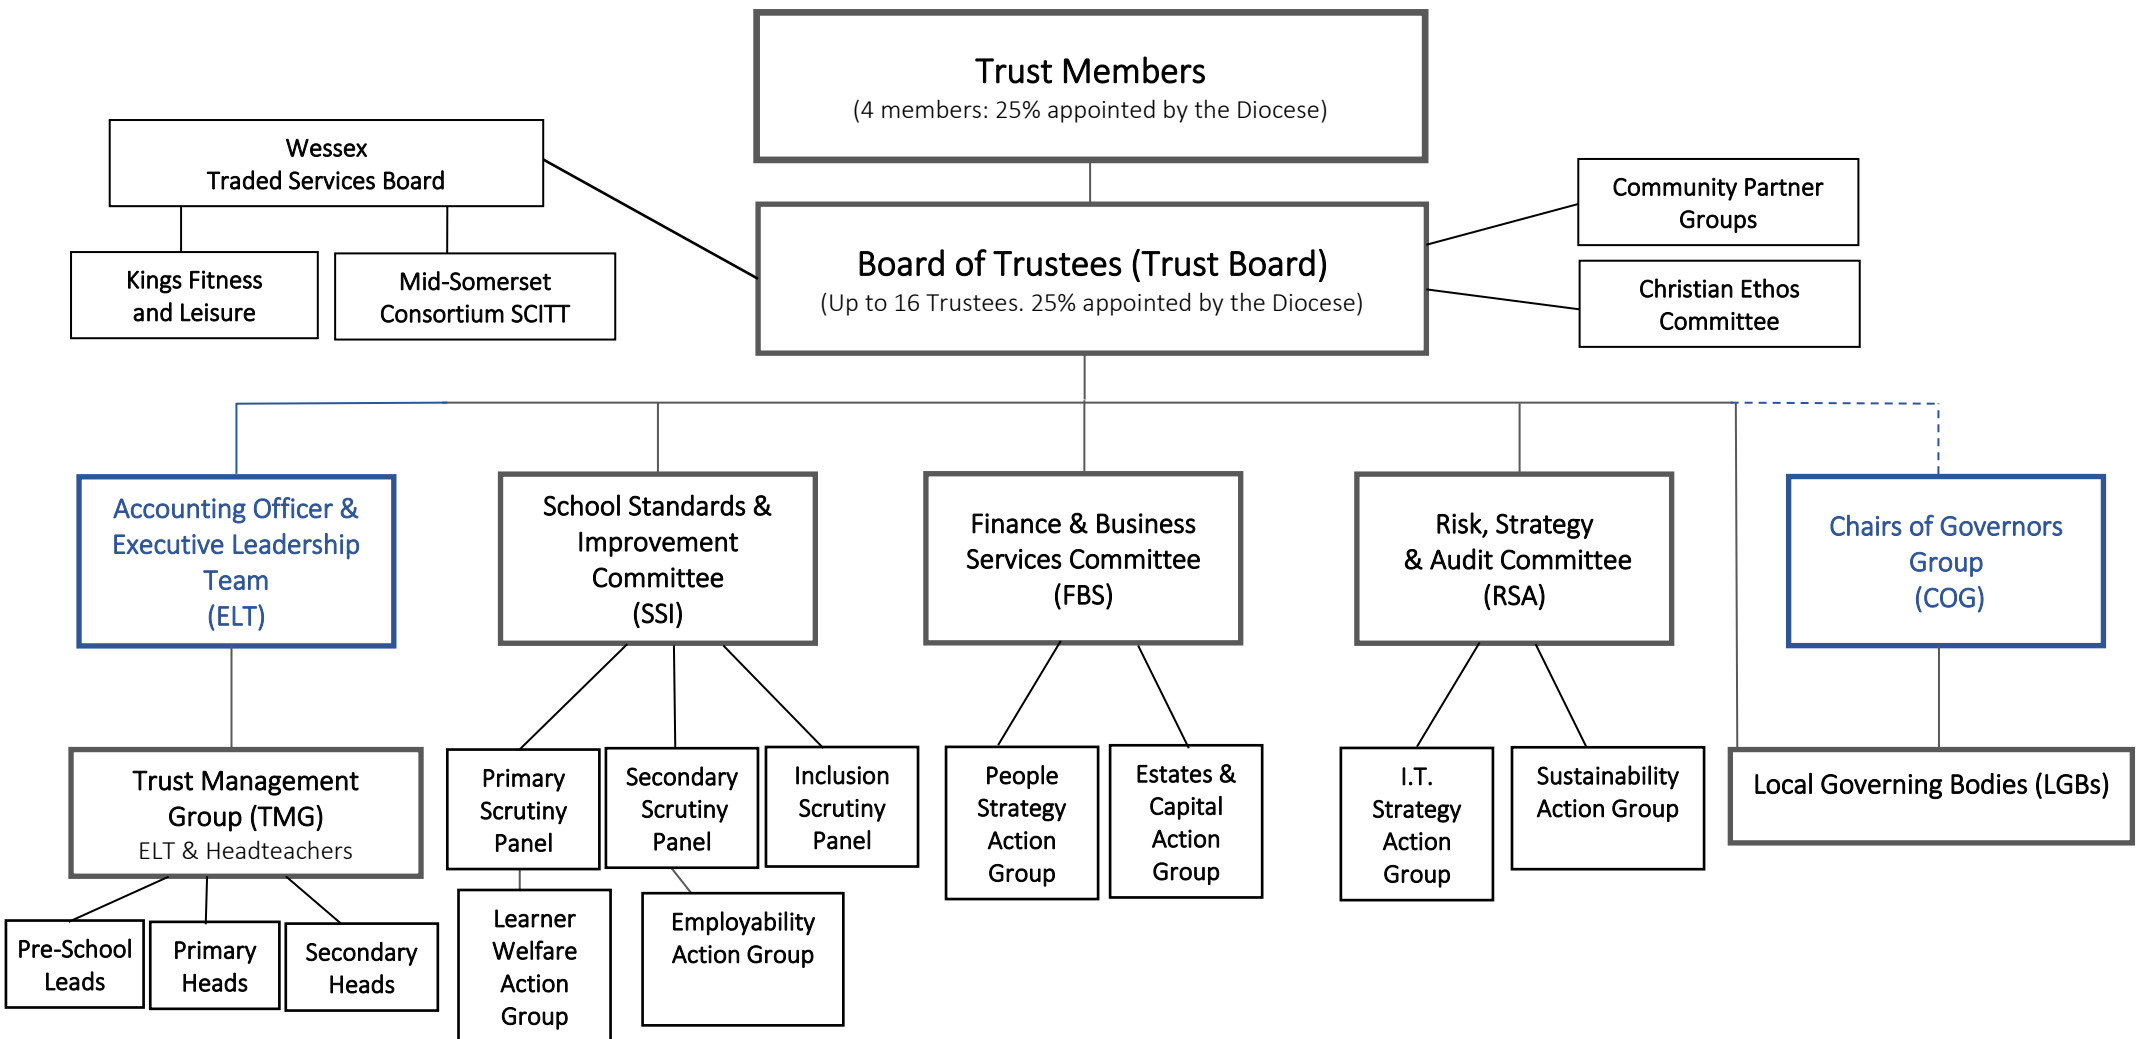 Trust Members
(4 members: 25% appointed by the Diocese)
Wessex
Traded Services Board
Kings Fitness
and Leisure
Mid-Somerset
Consortium SCITT
Board of Trustees (Trust Board)
(Up to 16 Trustees. 25% appointed by the Diocese)
Community Partner
Groups
Christian Ethos
Committee
Accounting Officer &
Executive Leadership
Team
(ELT)
School Standards &
Improvement
Committee
(SSI)
Finance & Business
Services Committee
(FBS)
Risk, Strategy
& Audit Committee
(RSA)
Chairs of Governors
Group
(COG)
Trust Management
Group (TMG)
ELT & Headteachers
Primary
Scrutiny
Panel
Secondary
Scrutiny
Panel
Inclusion
Scrutiny
Panel
People
Strategy
Action
Group
Estates &
Capital
Action
Group
I.T.
Strategy
Action
Group
Sustainability
Action Group
Local Governing Bodies (LGBs)
Pre-School
Leads
Primary
Heads
Secondary
Heads
Learner
Welfare
Action
Group
Employability
Action Group